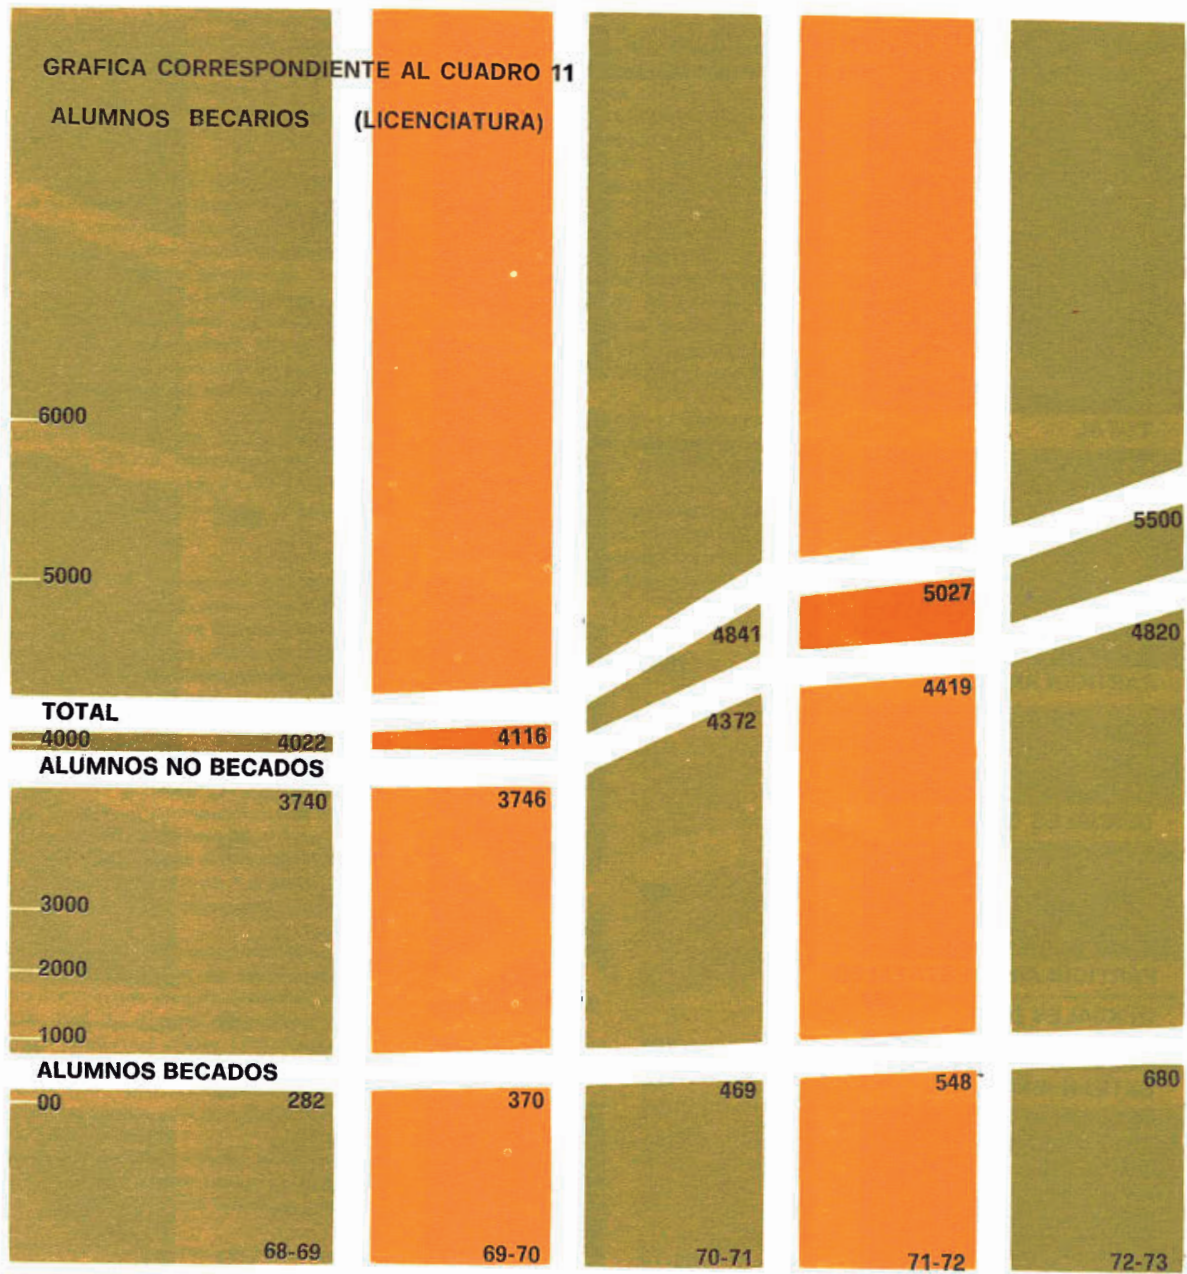 GRAFICA CORRESPONDIENTE AL CUADRO 11
ALUMNOS BECARIOS (LICENCIATURA)
6000
5000
5500
5027
4841
4820
4419
4372
TOTAL
4000 4022 4116
ALUMNOS NO BECADOS
3740 3746
3000
2000
1000
ALUMNOS BECADOS
00 282 370 469 548 680
68-69 69-70 70-71 71-72 72-73